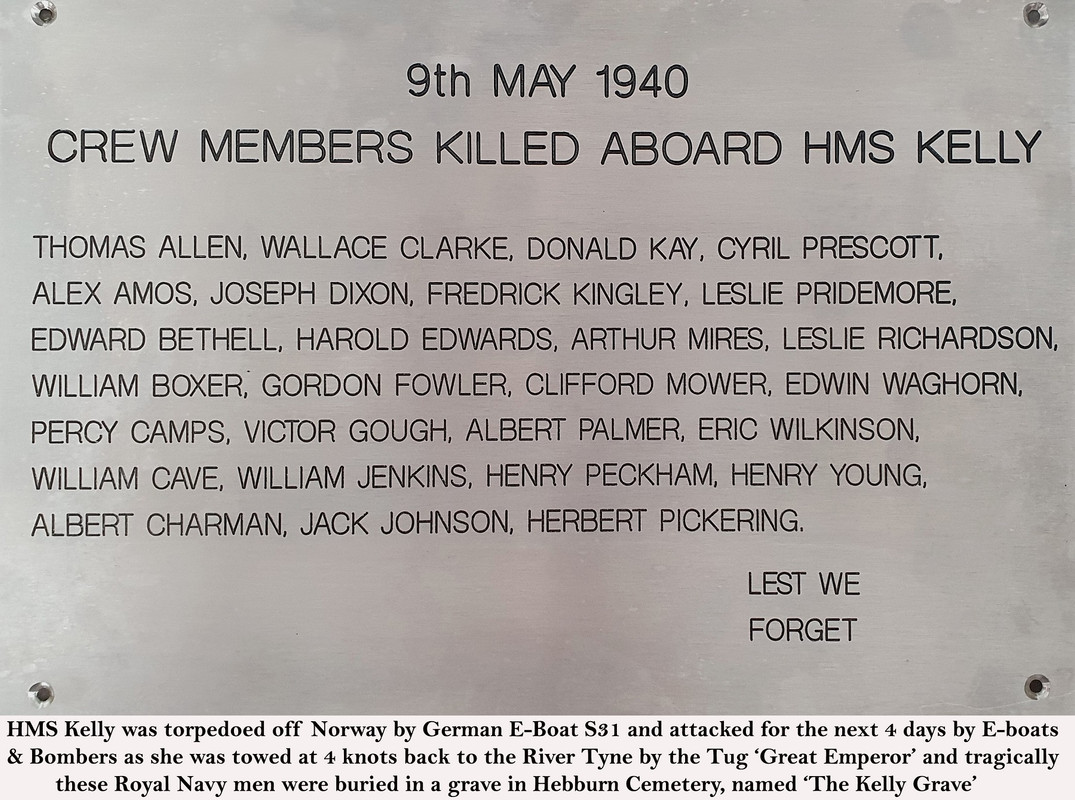 9th MAY 1940
CREW MEMBERS KILLED ABOARD HMS KELLY
THOMAS ALLEN, WALLACE CLARKE, DONALD KAY, CYRIL PRESCOTT,
ALEX AMOS, JOSEPH DIXON, FREDRICK KINGLEY, LESLIE PRIDEMORE,
EDWARD BETHELL, HAROLD EDWARDS, ARTHUR MIRES, LESLIE RICHARDSON,
WILLIAM BOXER, GORDON FOWLER, CLIFFORD MOWER, EDWIN WAGHORN,
PERCY CAMPS, VICTOR GOUGH, ALBERT PALMER, ERIC WILKINSON,
WILLIAM CAVE, WILLIAM JENKINS, HENRY PECKHAM, HENRY YOUNG,
ALBERT CHARMAN, JACK JOHNSON, HERBERT PICKERING.
LEST WE
FORGET
HMS Kelly was torpedoed off Norway by German E-Boat S31 and attacked for the next 4 days by E-boats
& Bombers as she was towed at 4 knots back to the River Tyne by the Tug ‘Great Emperor’ and tragically
these Royal Navy men were buried in a grave in Hebburn Cemetery, named ‘The Kelly Grave’